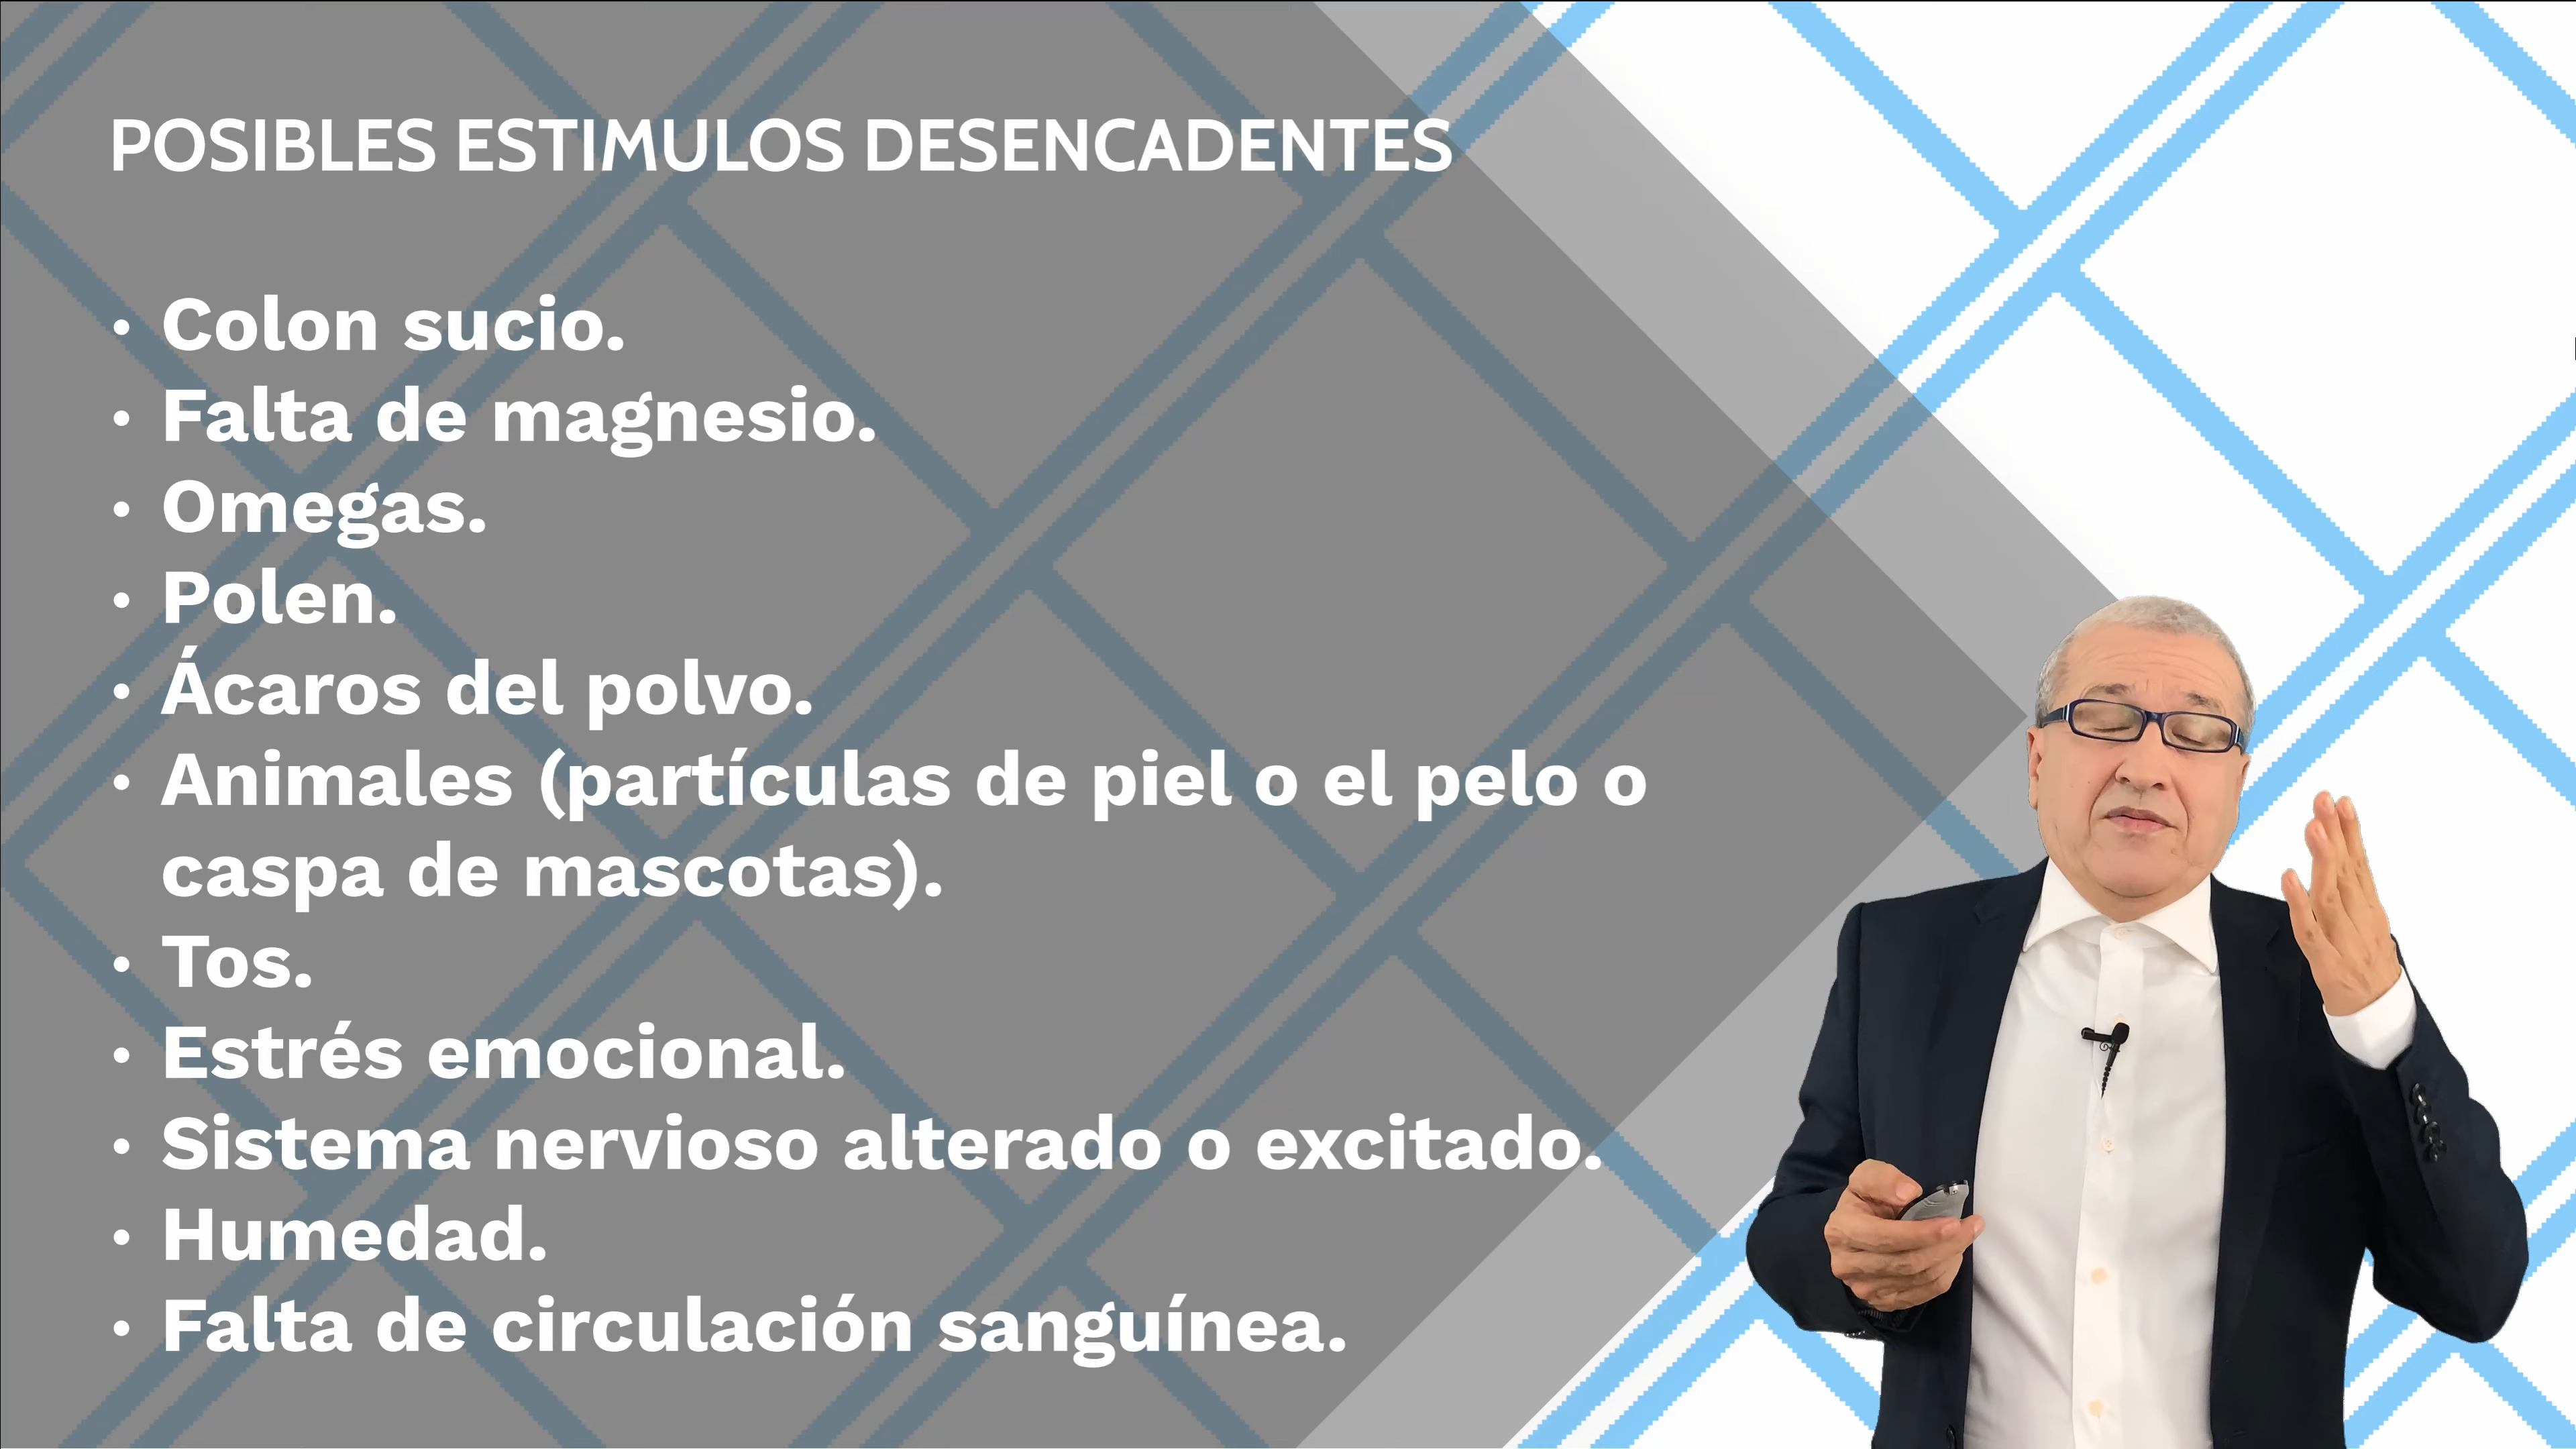 POSIBLES ESTIMULOS DESENCADENTES
• Colon sucio.
• Falta de magnesio.
• Omegas.
• Polen.
• Ácaros del polvo.
• Animales (partículas de piel o el pelo o
caspa de mascotas).
• Tos.
• Estrés emocional.
• Sistema nervioso alterado o excitado.
• Humedad.
• Falta de circulación sanguínea.